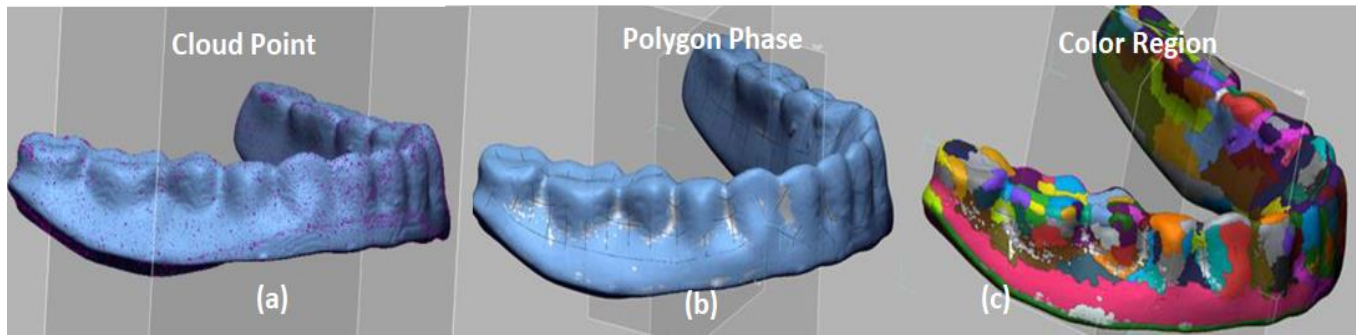 Cloud Point
Polygon Phase
Color Region
(a)
(b)
(c)